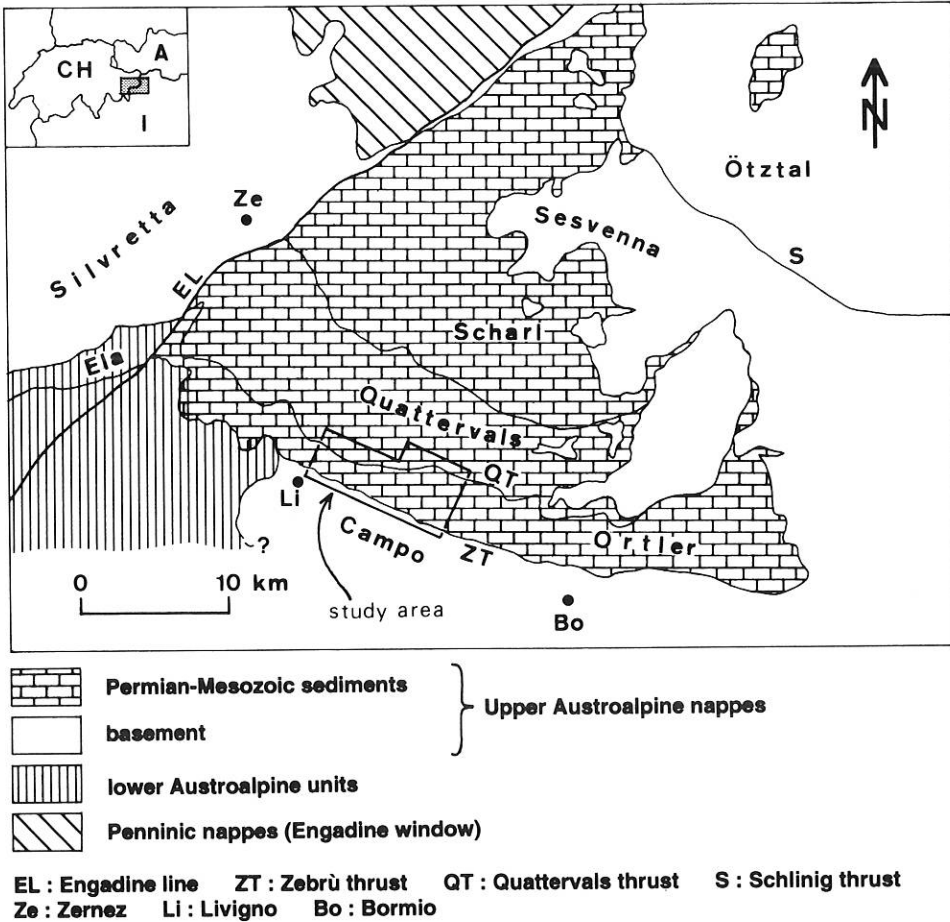 CH
A
I
N
Ötztal
Ze
Sesvenna
Silvretta
S
EL
Scharl
Ela
Quattervals
QT
Li
Campo
ZT
Ortler
?
0 10 km
study area
Bo
Permian-Mesozoic sediments
Upper Austroalpine nappes
basement
lower Austroalpine units
Penninic nappes (Engadine window)
EL : Engadine line ZT : Zebrù thrust QT : Quattervals thrust S : Schlinig thrust
Ze : Zernez Li : Livigno Bo : Bormio